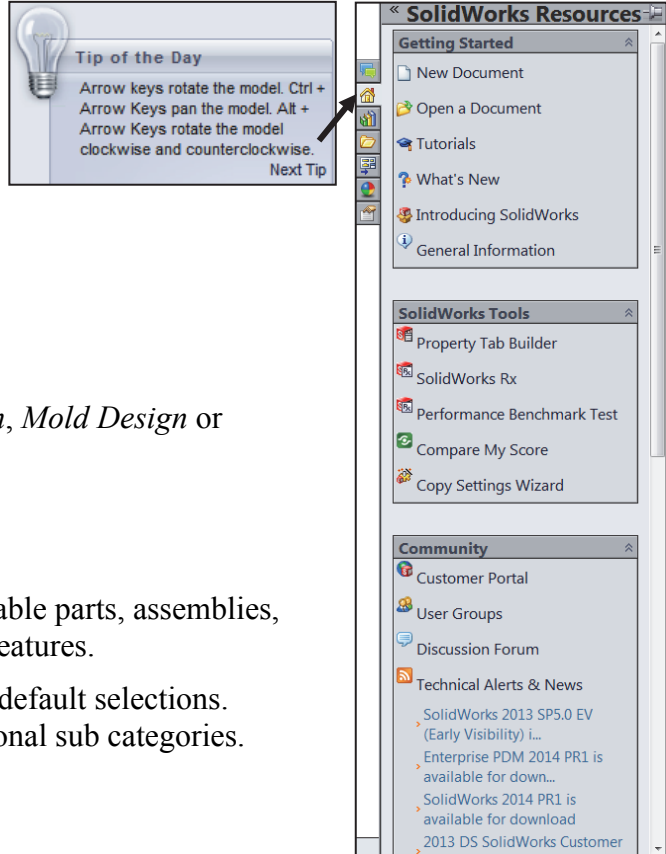 Tip of the Day
Arrow keys rotate the model. Ctrl +
Arrow Keys pan the model. Alt +
Arrow Keys rotate the model
clockwise and counterclockwise.
Next Tip
, Mold Design or
able parts, assemblies,
eatures.
default selections.
onal sub categories.
« SolidWorks Resources
Getting Started
New Document
Open a Document
Tutorials
What's New
Introducing SolidWorks
General Information
SolidWorks Tools
Property Tab Builder
SolidWorks Rx
Performance Benchmark Test
Compare My Score
Copy Settings Wizard
Community
Customer Portal
User Groups
Discussion Forum
Technical Alerts & News
SolidWorks 2013 SP5.0 EV
(Early Visibility) i...
Enterprise PDM 2014 PR1 is
available for down...
SolidWorks 2014 PR1 is
available for download
2013 DS SolidWorks Customer